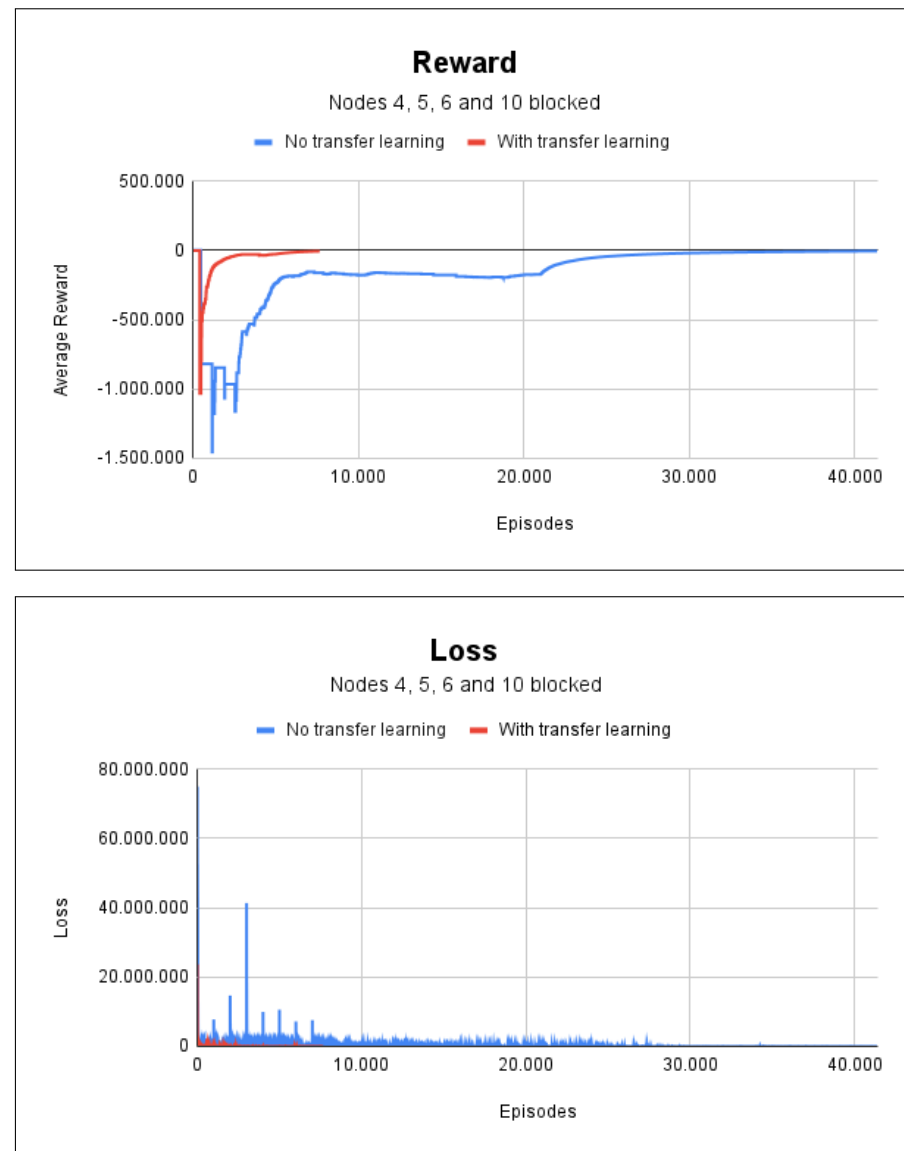 Reward
Nodes 4, 5, 6 and 10 blocked
No transfer learning With transfer learning
500.000
0
-500.000
-1.000.000
-1.500.000
Average Reward
0 10.000 20.000 30.000 40.000
Episodes
Loss
Nodes 4, 5, 6 and 10 blocked
No transfer learning With transfer learning
80.000.000
60.000.000
40.000.000
20.000.000
0
Loss
0 10.000 20.000 30.000 40.000
Episodes